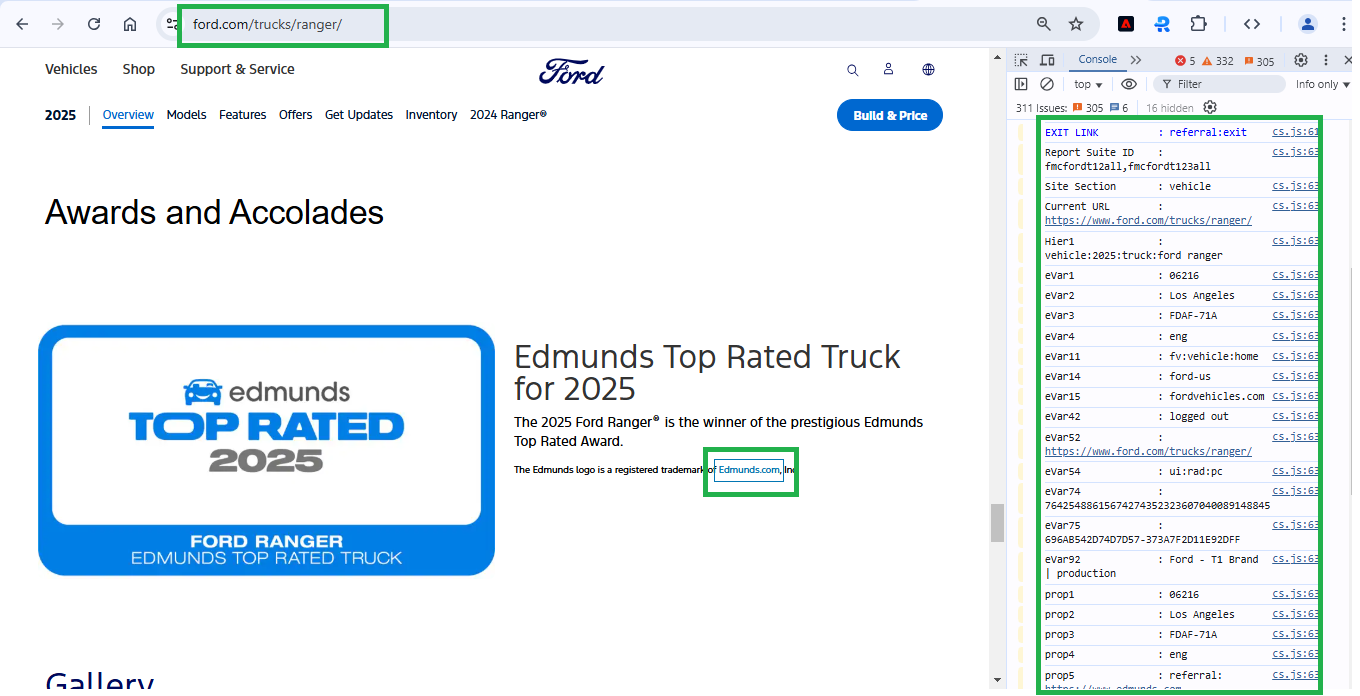 ford.com/trucks/ranger/
Vehicles Shop Support & Service
Ford
2025 Overview Models Features Offers Get Updates Inventory 2024 Ranger®
Build & Price
Awards and Accolades
edmunds
TOP RATED
2025
FORD RANGER
EDMUNDS TOP RATED TRUCK
Edmunds Top Rated Truck
for 2025
The 2025 Ford Ranger® is the winner of the prestigious Edmunds
Top Rated Award.
The Edmunds logo is a registered trademark of Edmunds.com, Inc
Gallery
Console 5 332 305
top Filter Info only
311 Issues: 305 6 16 hidden
EXIT LINK : referral:exit cs.js:61
Report Suite ID : cs.js:63
fmcfordt12all,fmcfordt123all
Site Section : vehicle cs.js:63
Current URL : cs.js:63
https://www.ford.com/trucks/ranger/
Hier1 : cs.js:63
vehicle:2025:truck:ford ranger
eVar1 : 06216 cs.js:63
eVar2 : Los Angeles cs.js:63
eVar3 : FDAF-71A cs.js:63
eVar4 : eng cs.js:63
eVar11 : fv:vehicle:home cs.js:63
eVar14 : ford-us cs.js:63
eVar15 : fordvehicles.com cs.js:63
eVar42 : logged out cs.js:63
eVar52 : cs.js:63
https://www.ford.com/trucks/ranger/
eVar54 : ui:rad:pc cs.js:63
eVar74 : cs.js:63
76425488615674274352323607040089148845
eVar75 : cs.js:63
696AB542D74D7D57-373A7F2D11E92DFF
eVar92 : Ford - T1 Brand cs.js:63
| production
prop1 : 06216 cs.js:63
prop2 : Los Angeles cs.js:63
prop3 : FDAF-71A cs.js:63
prop4 : eng cs.js:63
prop5 : referral: cs.js:63
https://www.edmunds.com